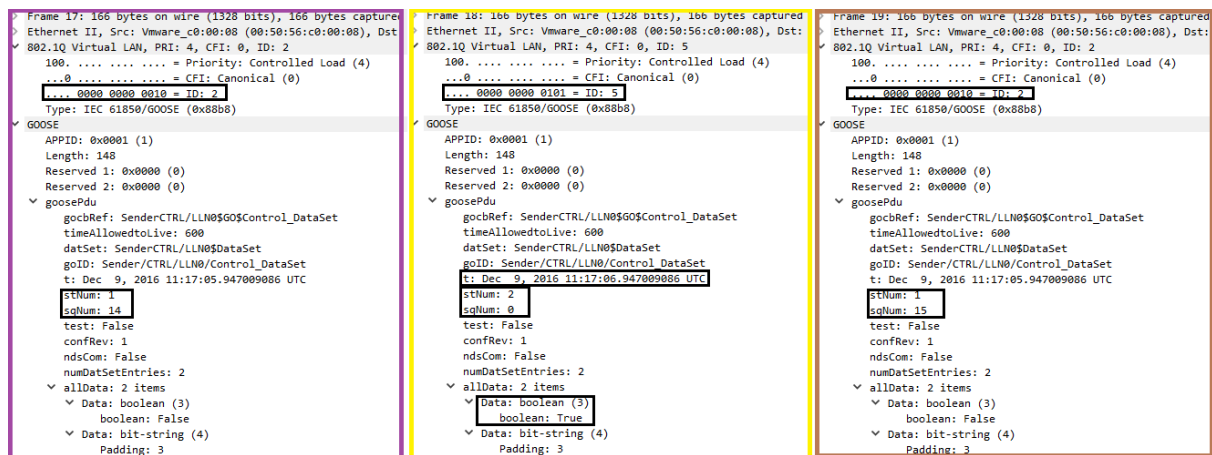 Frame 17: 166 bytes on wire (1328 bits), 166 bytes capture
Ethernet II, Src: Vmware_c0:00:08 (00:50:56:c0:00:08), Dst
802.1Q Virtual LAN, PRI: 4, CFI: 0, ID: 2
100. .... .... .... = Priority: Controlled Load (4)
...0 .... .... .... = CFI: Canonical (0)
.... 0000 0000 0010 = ID: 2
Type: IEC 61850/GOOSE (0x88b8)
GOOSE
APPID: 0x0001 (1)
Length: 148
Reserved 1: 0x0000 (0)
Reserved 2: 0x0000 (0)
goosePdu
gocbRef: SenderCTRL/LLN0$GO$Control_DataSet
timeAllowedtoLive: 600
datSet: SenderCTRL/LLN0$DataSet
goID: Sender/CTRL/LLN0/Control_DataSet
t: Dec  9, 2016 11:17:05.947009086 UTC
stNum: 1
sqNum: 14
test: False
confRev: 1
ndsCom: False
numDatSetEntries: 2
allData: 2 items
Data: boolean (3)
boolean: False
Data: bit-string (4)
Padding: 3
Frame 18: 166 bytes on wire (1328 bits), 166 bytes captured
Ethernet II, Src: Vmware_c0:00:08 (00:50:56:c0:00:08), Dst:
802.1Q Virtual LAN, PRI: 4, CFI: 0, ID: 5
100. .... .... .... = Priority: Controlled Load (4)
...0 .... .... .... = CFI: Canonical (0)
.... 0000 0000 0101 = ID: 5
Type: IEC 61850/GOOSE (0x88b8)
GOOSE
APPID: 0x0001 (1)
Length: 148
Reserved 1: 0x0000 (0)
Reserved 2: 0x0000 (0)
goosePdu
gocbRef: SenderCTRL/LLN0$GO$Control_DataSet
timeAllowedtoLive: 600
datSet: SenderCTRL/LLN0$DataSet
goID: Sender/CTRL/LLN0/Control_DataSet
t: Dec  9, 2016 11:17:06.947009086 UTC
stNum: 2
sqNum: 0
test: False
confRev: 1
ndsCom: False
numDatSetEntries: 2
allData: 2 items
Data: boolean (3)
boolean: True
Data: bit-string (4)
Padding: 3
Frame 19: 166 bytes on wire (1328 bits), 166 bytes captured
Ethernet II, Src: Vmware_c0:00:08 (00:50:56:c0:00:08), Dst:
802.1Q Virtual LAN, PRI: 4, CFI: 0, ID: 2
100. .... .... .... = Priority: Controlled Load (4)
...0 .... .... .... = CFI: Canonical (0)
.... 0000 0000 0010 = ID: 2
Type: IEC 61850/GOOSE (0x88b8)
GOOSE
APPID: 0x0001 (1)
Length: 148
Reserved 1: 0x0000 (0)
Reserved 2: 0x0000 (0)
goosePdu
gocbRef: SenderCTRL/LLN0$GO$Control_DataSet
timeAllowedtoLive: 600
datSet: SenderCTRL/LLN0$DataSet
goID: Sender/CTRL/LLN0/Control_DataSet
t: Dec  9, 2016 11:17:05.947009086 UTC
stNum: 1
sqNum: 15
test: False
confRev: 1
ndsCom: False
numDatSetEntries: 2
allData: 2 items
Data: boolean (3)
boolean: False
Data: bit-string (4)
Padding: 3